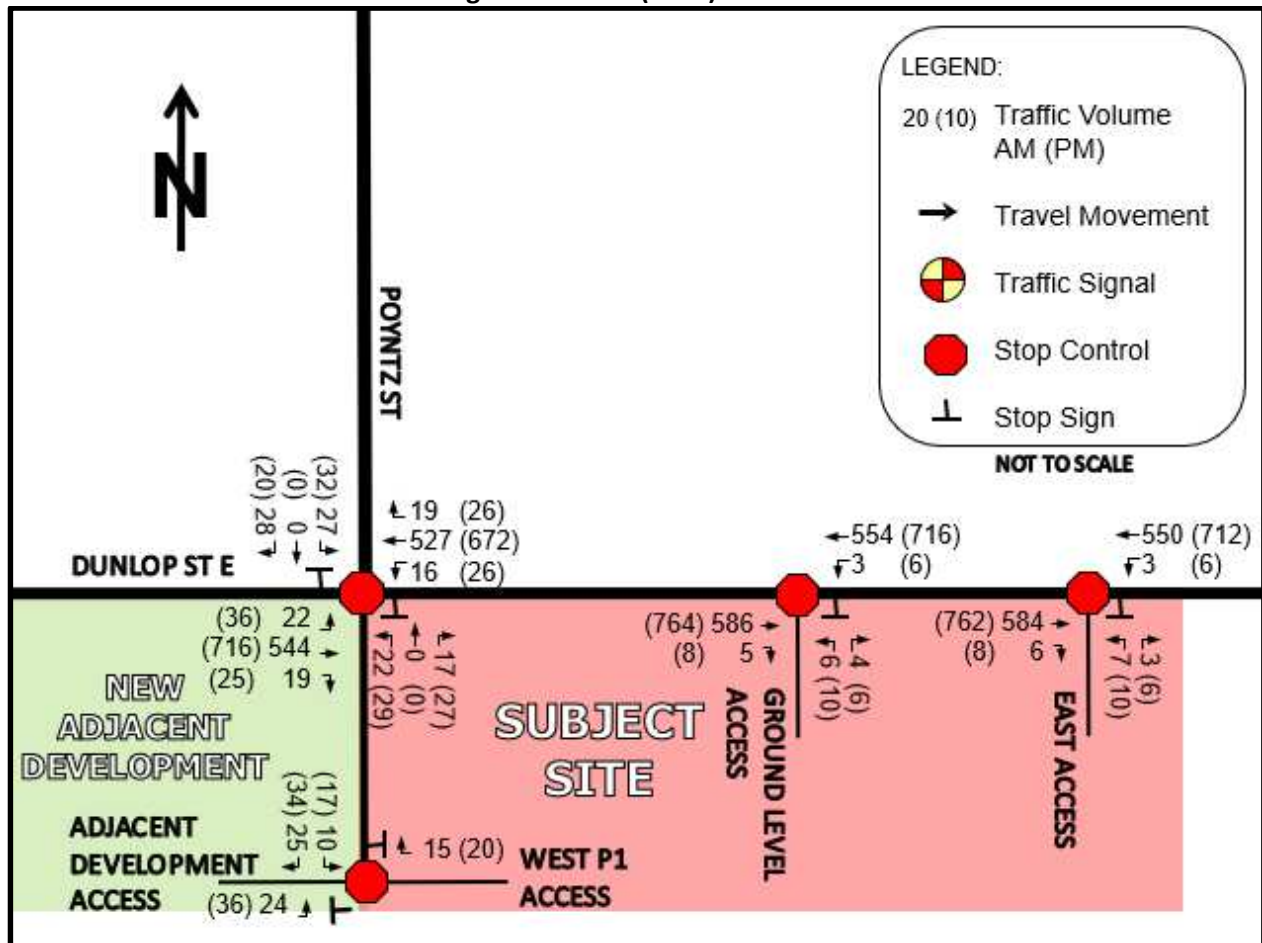 LEGEND:
20 (10) Traffic Volume
AM (PM)
Travel Movement
Traffic Signal
Stop Control
Stop Sign
NOT TO SCALE
N
POYNTZ ST
(20) 28
(0) 0
(32) 27
19 (26)
527 (672)
16 (26)
554 (716)
3 (6)
550 (712)
3 (6)
DUNLOP ST E
(36) 22
(716) 544
(25) 19
22 (29)
0 (0)
17 (27)
(764) 586
(8) 5
6 (10)
4 (6)
(762) 584
(8) 6
7 (10)
3 (6)
NEW
ADJACENT
DEVELOPMENT
SUBJECT
SITE
GROUND LEVEL
ACCESS
EAST ACCESS
(34) 25
(17) 10
ADJACENT
DEVELOPMENT
ACCESS
15 (20)
WEST P1
ACCESS
(36) 24